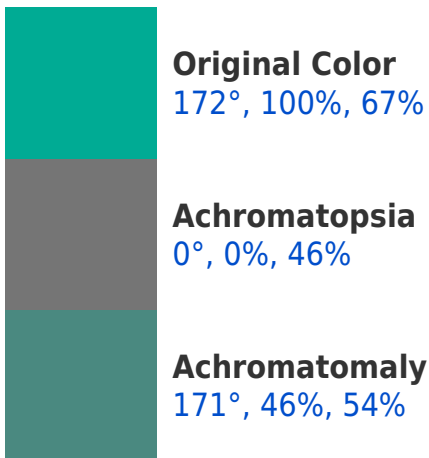 Original Color
172°, 100%, 67%
Achromatopsia
0°, 0%, 46%
Achromatomaly
171°, 46%, 54%